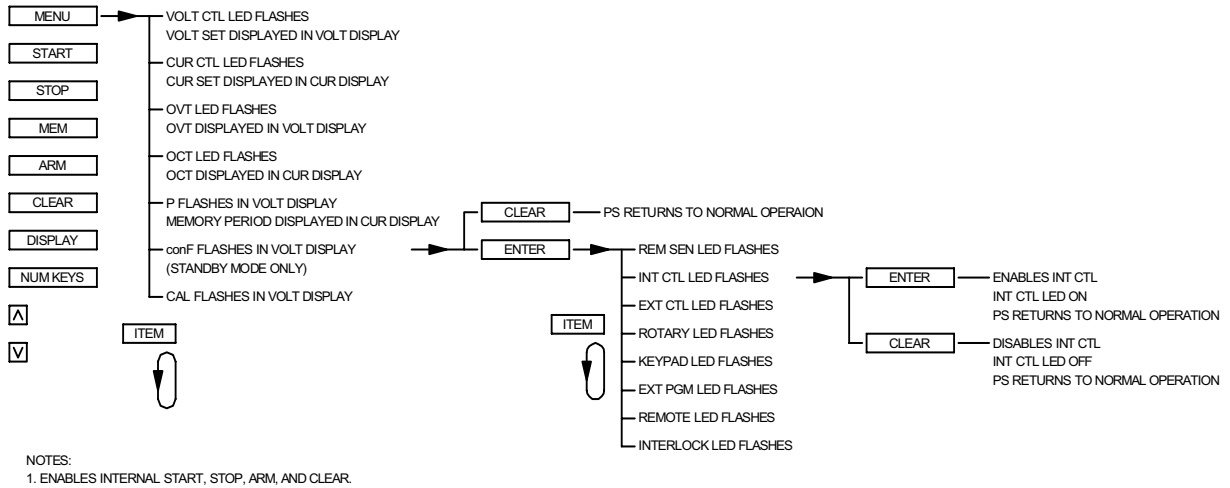 MENU
START
STOP
MEM
ARM
CLEAR
DISPLAY
NUM KEYS
VOLT CTL LED FLASHES
VOLT SET DISPLAYED IN VOLT DISPLAY
CUR CTL LED FLASHES
CUR SET DISPLAYED IN CUR DISPLAY
OVT LED FLASHES
OVT DISPLAYED IN VOLT DISPLAY
OCT LED FLASHES
OCT DISPLAYED IN CUR DISPLAY
P FLASHES IN VOLT DISPLAY
MEMORY PERIOD DISPLAYED IN CUR DISPLAY
conF FLASHES IN VOLT DISPLAY
(STANDBY MODE ONLY)
CAL FLASHES IN VOLT DISPLAY
ITEM
CLEAR
PS RETURNS TO NORMAL OPERAION
ENTER
REM SEN LED FLASHES
INT CTL LED FLASHES
EXT CTL LED FLASHES
ROTARY LED FLASHES
KEYPAD LED FLASHES
EXT PGM LED FLASHES
REMOTE LED FLASHES
INTERLOCK LED FLASHES
ITEM
ENTER
ENABLES INT CTL
INT CTL LED ON
PS RETURNS TO NORMAL OPERATION
CLEAR
DISABLES INT CTL
INT CTL LED OFF
PS RETURNS TO NORMAL OPERATION
NOTES:
1. ENABLES INTERNAL START, STOP, ARM, AND CLEAR.